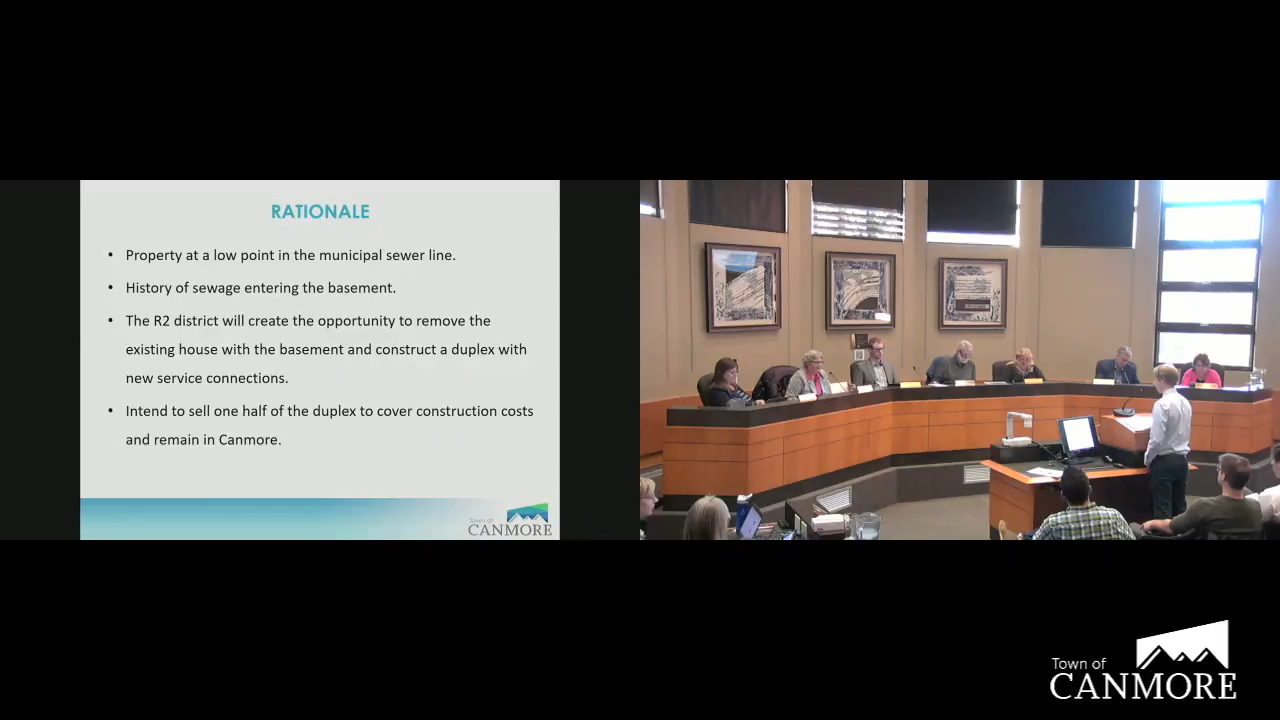 RATIONALE
• Property at a low point in the municipal sewer line.
• History of sewage entering the basement.
• The R2 district will create the opportunity to remove the
existing house with the basement and construct a duplex with
new service connections.
• Intend to sell one half of the duplex to cover construction costs
and remain in Canmore.
Town of
CANMORE
Town of
CANMORE